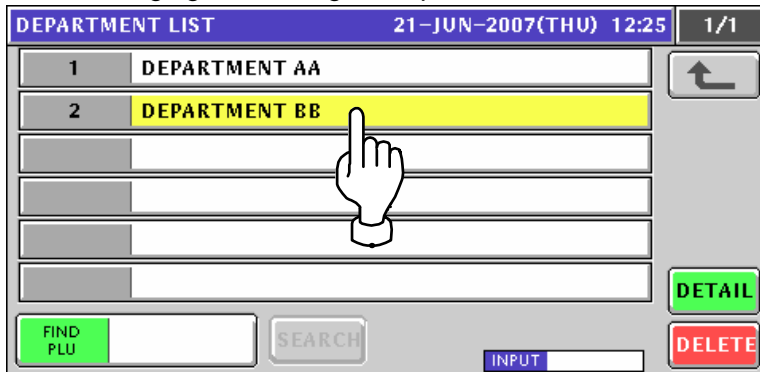 DEPARTMENT LIST 21-JUN-2007(THU) 12:25 1/1
1 DEPARTMENT AA
2 DEPARTMENT BB
DETAIL
FIND
PLU
SEARCH
INPUT
DELETE